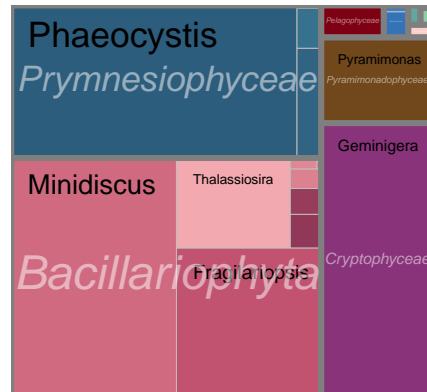 Phaeocystis
Prymnesiophyceae
Minidiscus
Thalassiosira
Bacillariophyta
Fragilariopsis
Pelagophyceae
Pyramimonas
Pyramimonadophyceae
Geminigera
Cryptophyceae